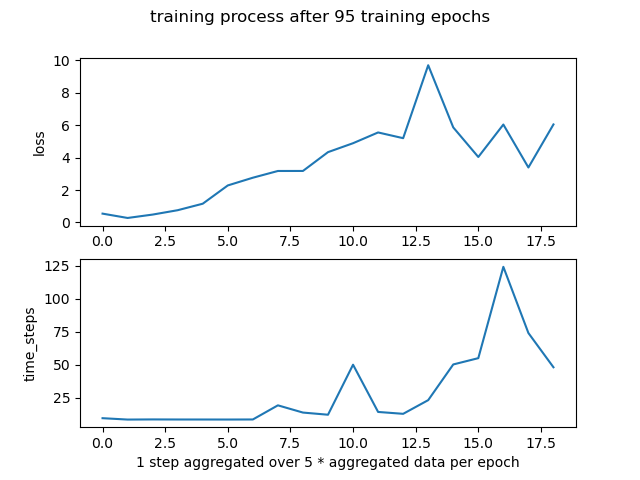 training process after 95 training epochs
10
8
6
4
2
0
loss
0.0 2.5 5.0 7.5 10.0 12.5 15.0 17.5
125
100
75
50
25
time_steps
0.0 2.5 5.0 7.5 10.0 12.5 15.0 17.5
1 step aggregated over 5 * aggregated data per epoch